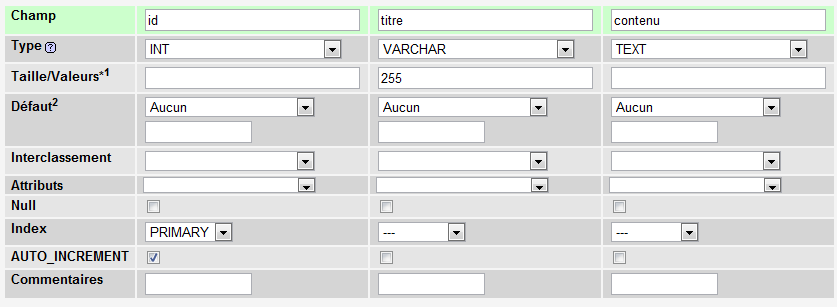 Champ id titre contenu
Type INT VARCHAR TEXT
Taille/Valeurs*1 255
Défaut2 Aucun Aucun Aucun
Interclassement
Attributs
Null
Index PRIMARY --- ---
AUTO_INCREMENT
Commentaires